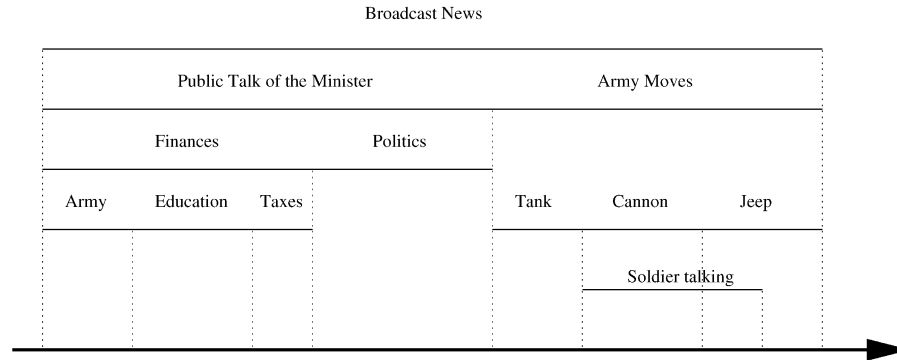 Broadcast News
Public Talk of the Minister Army Moves
Finances Politics
Army Education Taxes Tank Cannon Jeep
Soldier talking